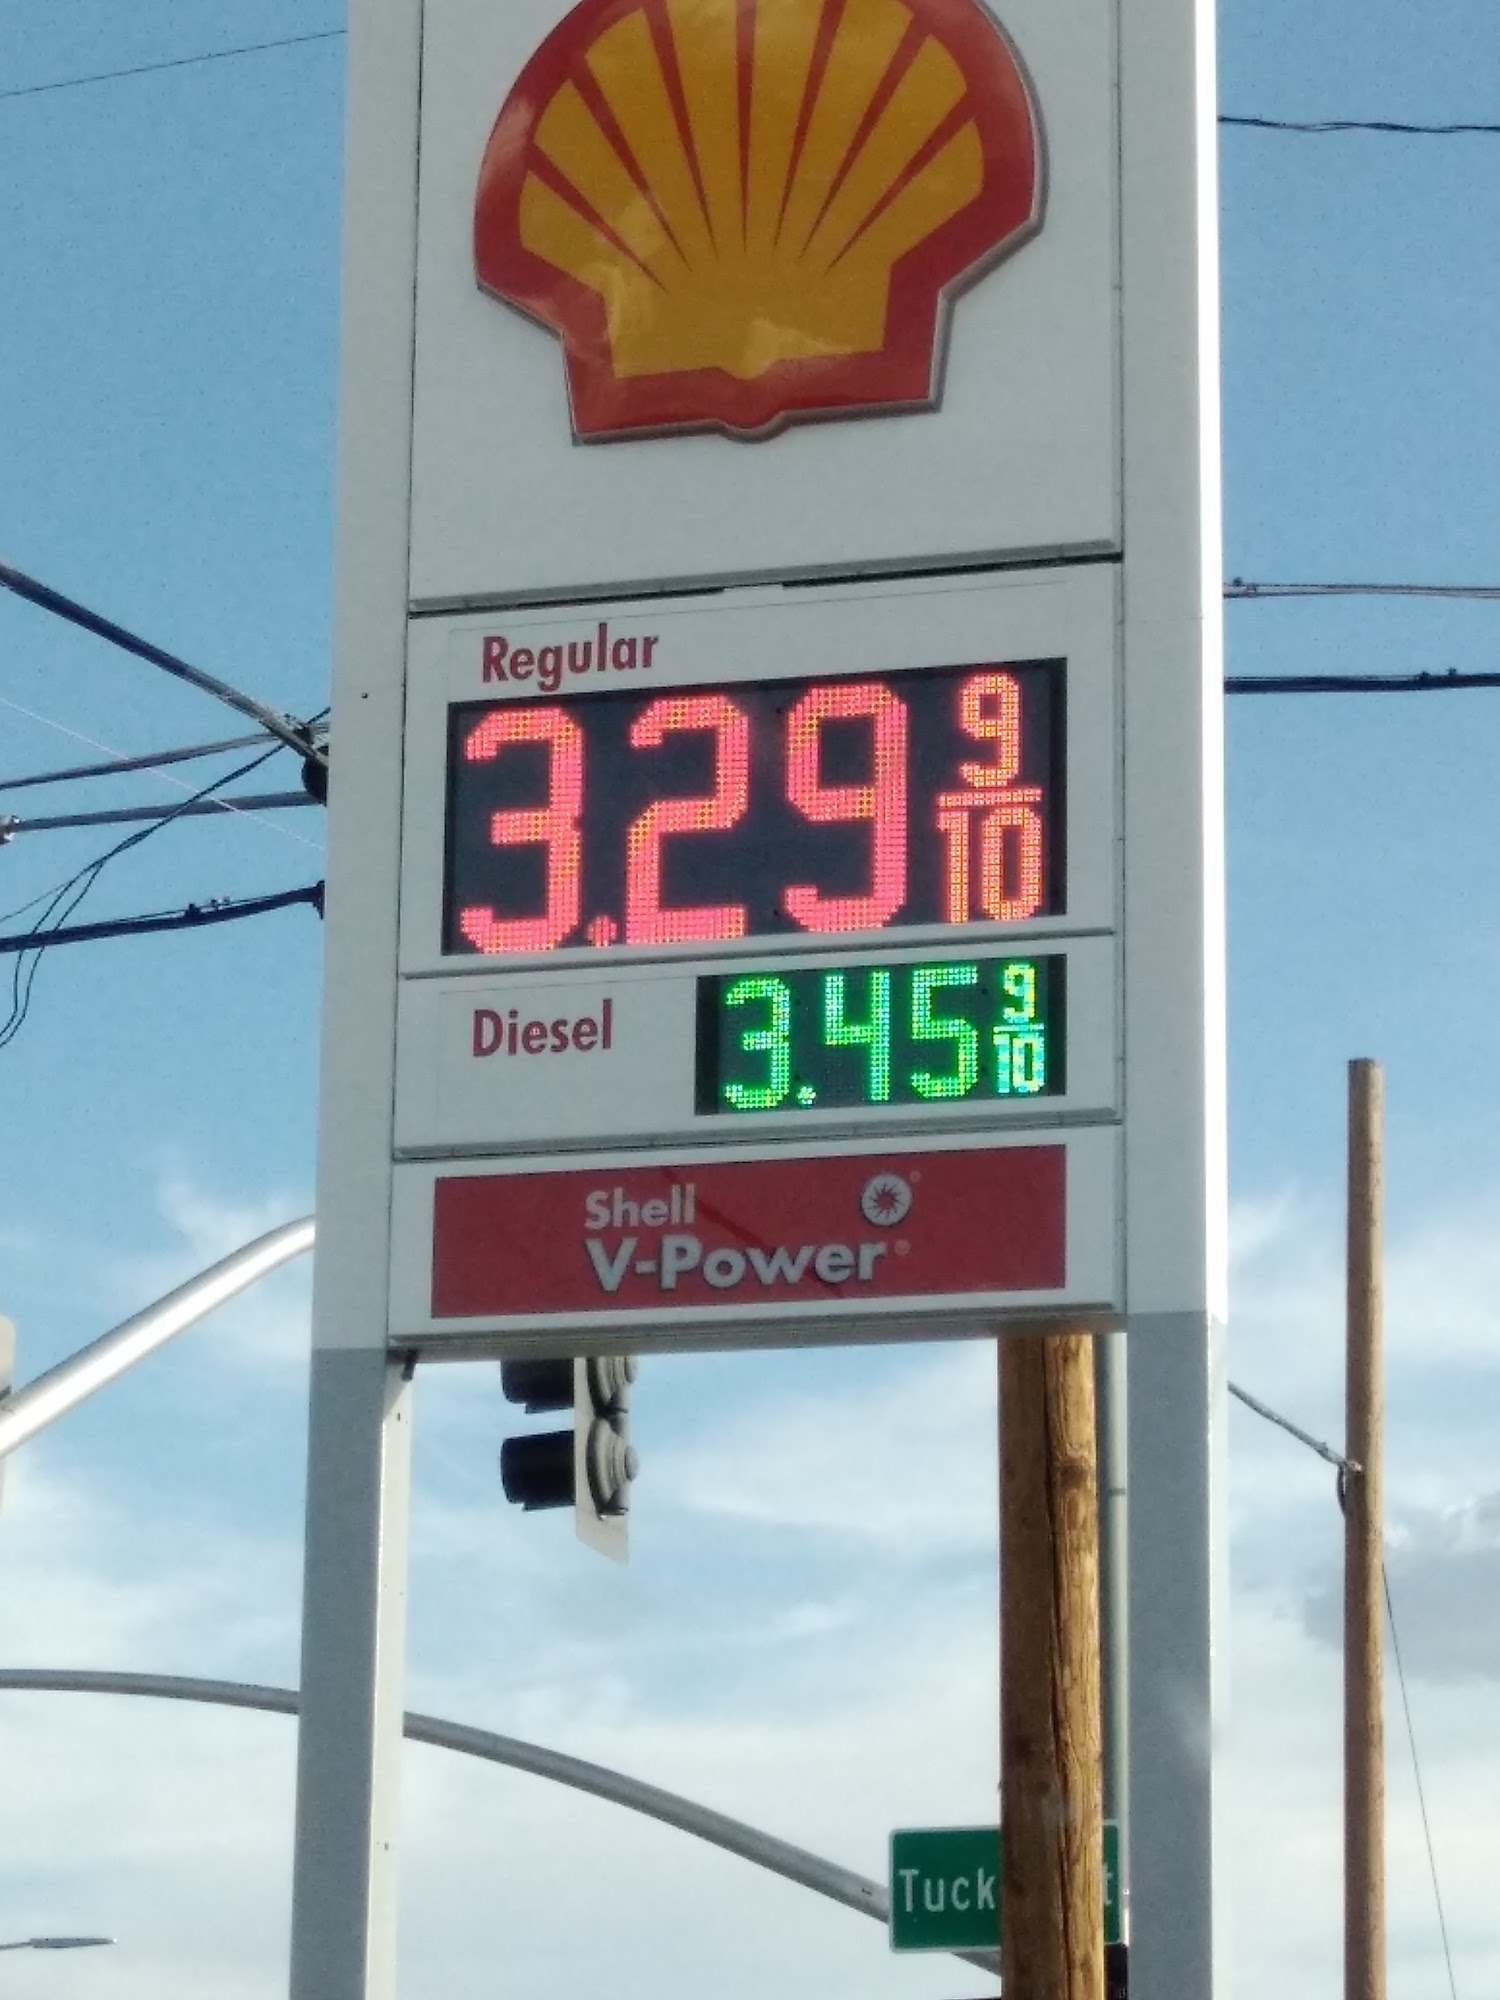 Regular
3.29 9/10
Diesel
3.45 9/10
Shell
V-Power